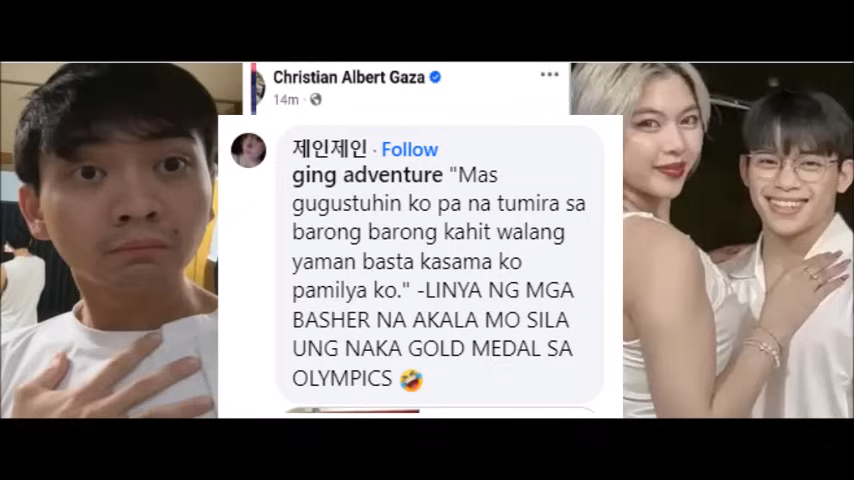 Christian Albert Gaza
14m
제인제인 · Follow
ging adventure "Mas
gugustuhin ko pa na tumira sa
barong barong kahit walang
yaman basta kasama ko
pamilya ko." -LINYA NG MGA
BASHER NA AKALA MO SILA
UNG NAKA GOLD MEDAL SA
OLYMPICS 🤣